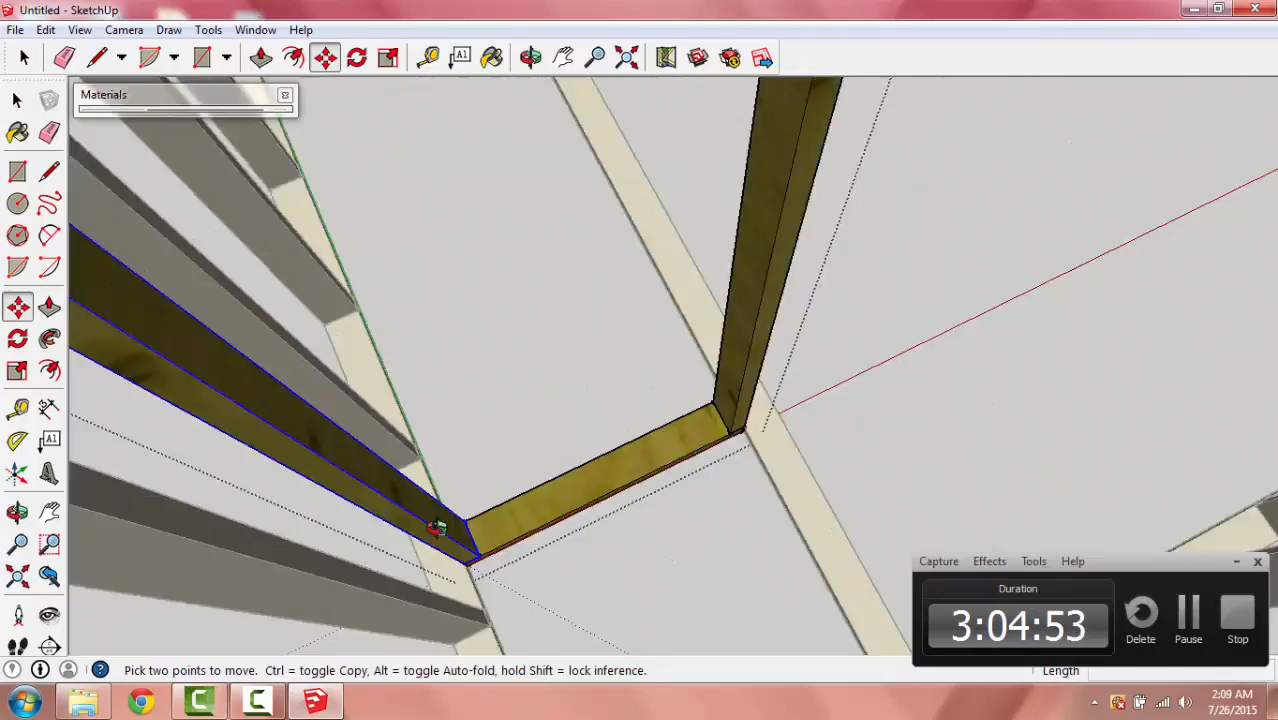 Untitled - SketchUp
File Edit View Camera Draw Tools Window Help
A1
Materials
A1
Capture Effects Tools Help
Duration
3:04:53
Delete Pause Stop
Pick two points to move. Ctrl = toggle Copy, Alt = toggle Auto-fold, hold Shift = lock inference.
Length
2:09 AM
7/26/2015